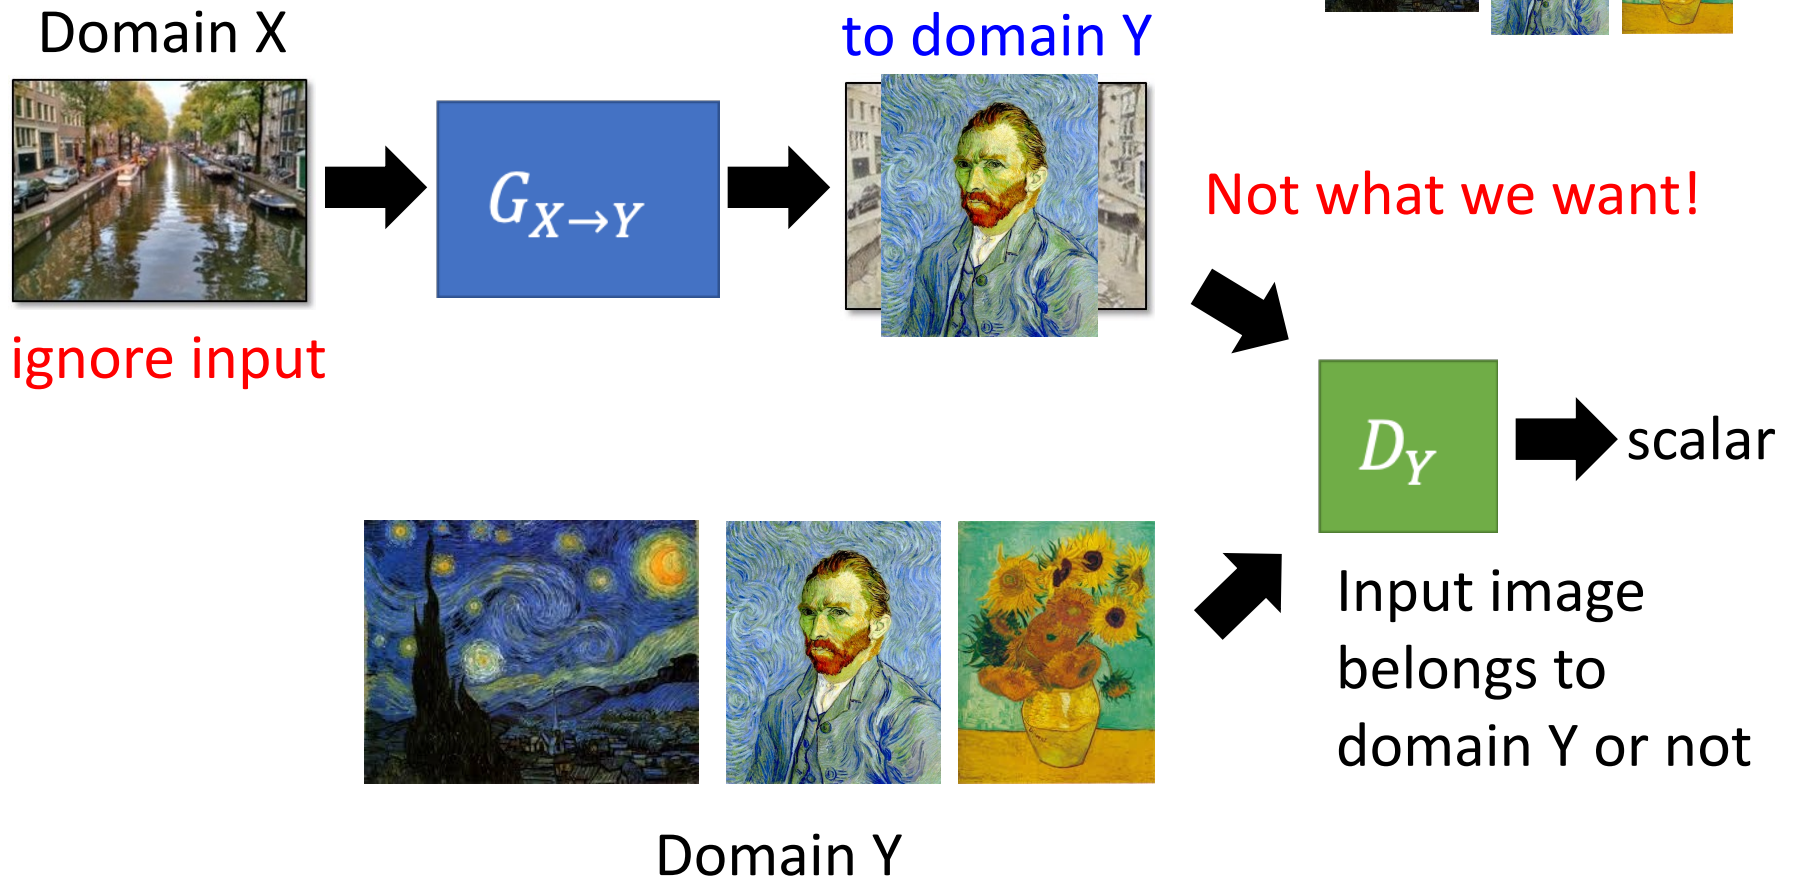 Domain X
to domain Y
G_{X→Y}
Not what we want!
ignore input
D_Y
scalar
Input image
belongs to
domain Y or not
Domain Y